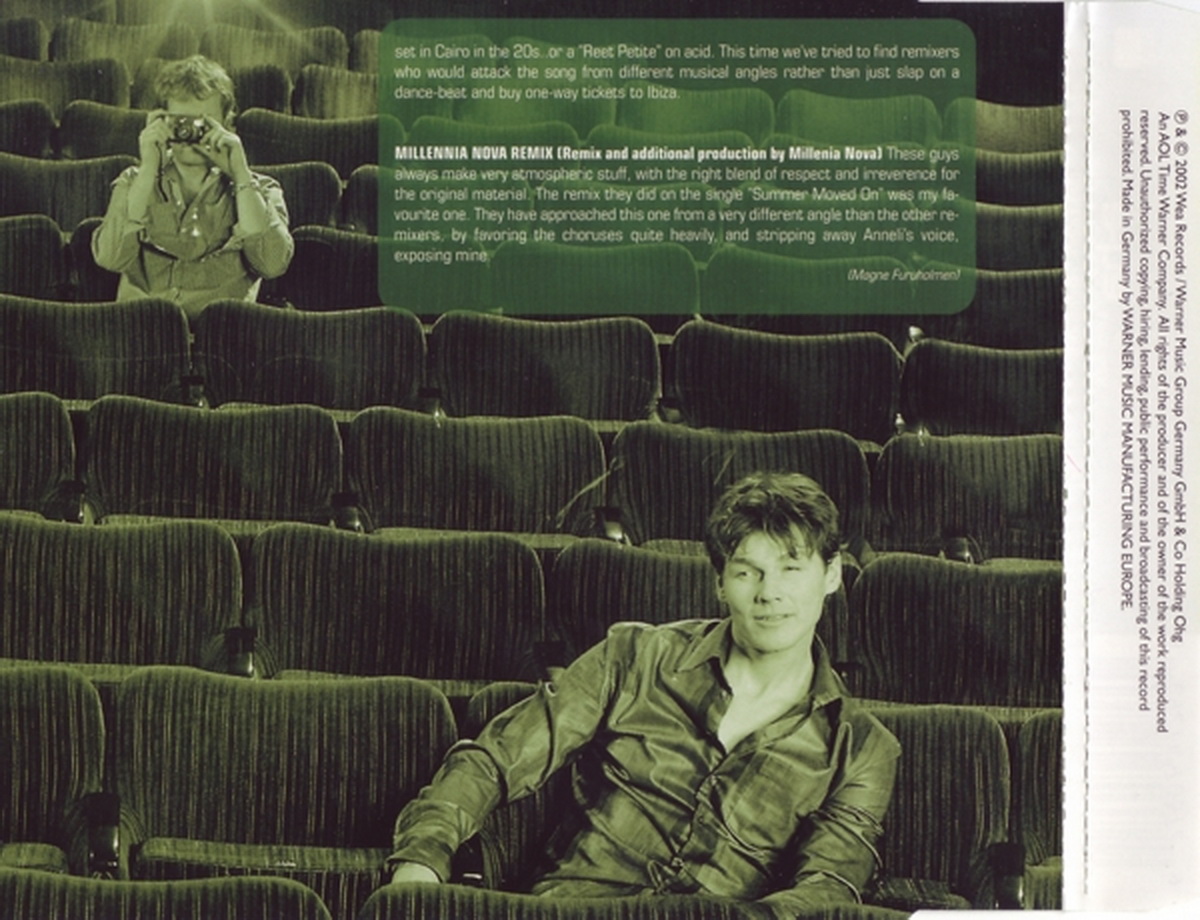 set in Cairo in the 20s...or a "Reet Petite" on acid. This time we've tried to find remixers
who would attack the song from different musical angles rather than just slap on a
dance-beat and buy one-way tickets to Ibiza.
MILLENNIA NOVA REMIX (Remix and additional production by Millenia Nova) These guys
always make very atmospheric stuff, with the right blend of respect and irreverence for
the original material. The remix they did on the single "Summer Moved On" was my fa-
vourite one. They have approached this one from a very different angle than the other re-
mixers, by favoring the choruses quite heavily, and stripping away Anneli's voice,
exposing mine.
(Magne Furuholmen)
℗ & © 2002 Wea Records / Warner Music Group Germany GmbH & Co Holding Ohg
An AOL Time Warner Company. All rights of the producer and of the owner of the work reproduced
reserved. Unauthorized copying, hiring, lending, public performance and broadcasting of this record
prohibited. Made in Germany by WARNER MUSIC MANUFACTURING EUROPE.